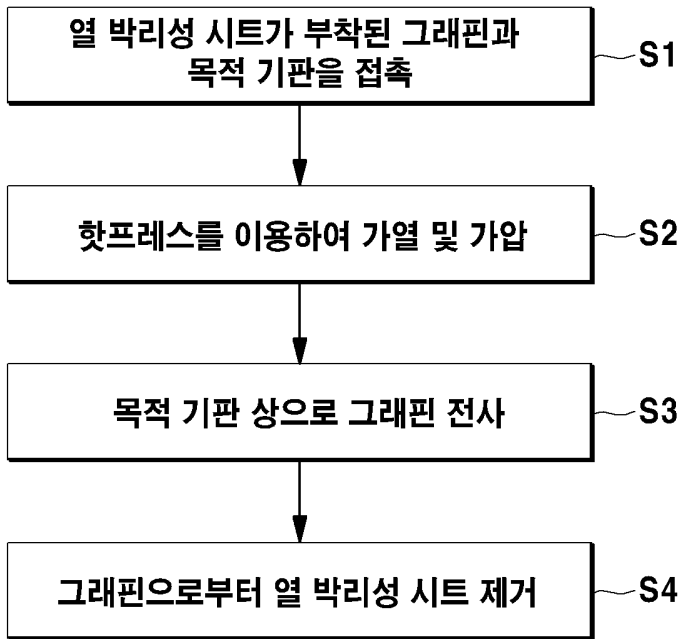 열 박리성 시트가 부착된 그래핀과
목적 기판을 접촉
S1
핫프레스를 이용하여 가열 및 가압
S2
목적 기판 상으로 그래핀 전사
S3
그래핀으로부터 열 박리성 시트 제거
S4